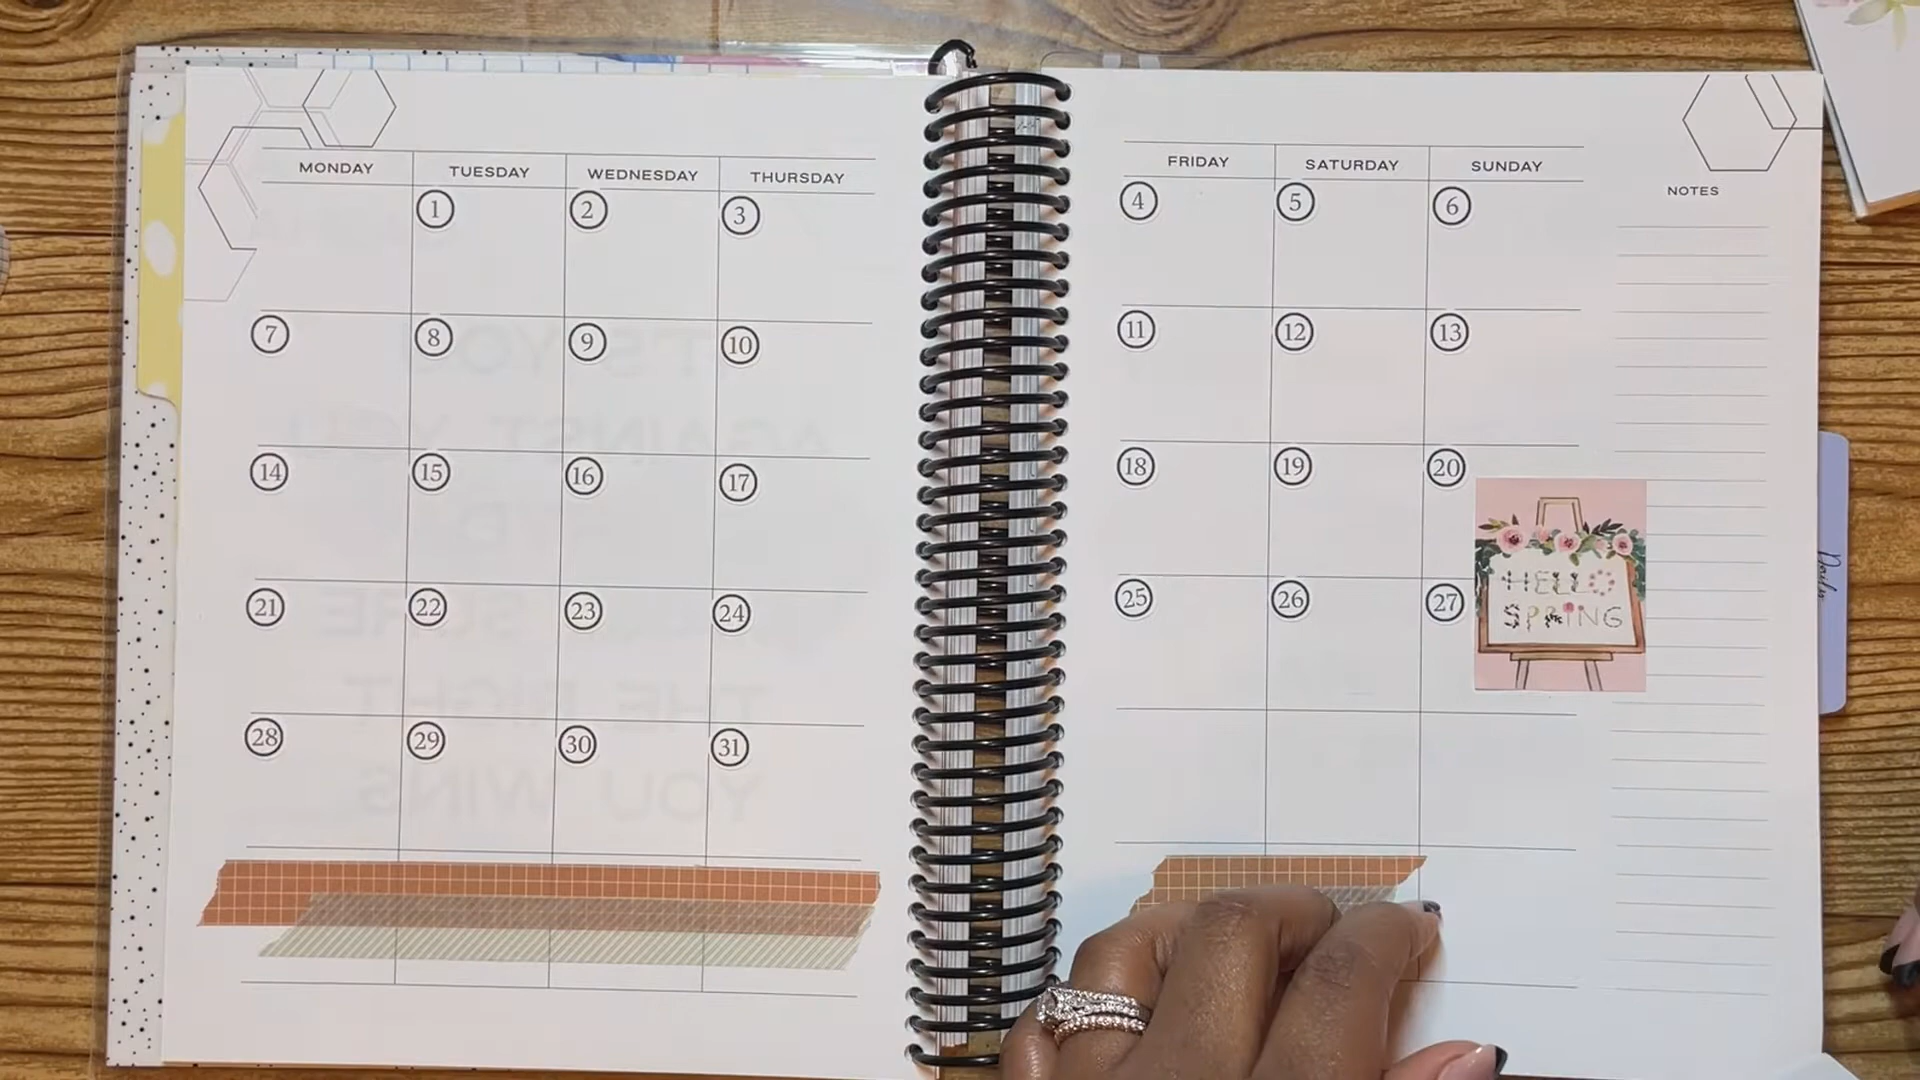 MONDAY TUESDAY WEDNESDAY THURSDAY
1 2 3
7 8 9 10
14 15 16 17
21 22 23 24
28 29 30 31
FRIDAY SATURDAY SUNDAY
4 5 6
11 12 13
18 19 20
25 26 27
NOTES
HELLO
SPRING